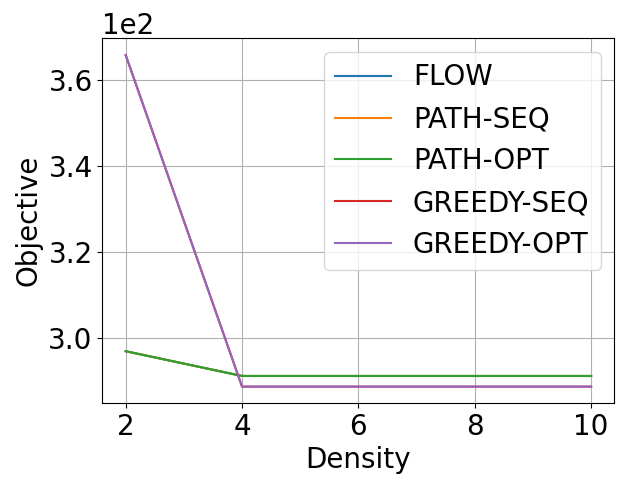 1e2
3.6
3.4
3.2
3.0
Objective
FLOW
PATH-SEQ
PATH-OPT
GREEDY-SEQ
GREEDY-OPT
2 4 6 8 10
Density